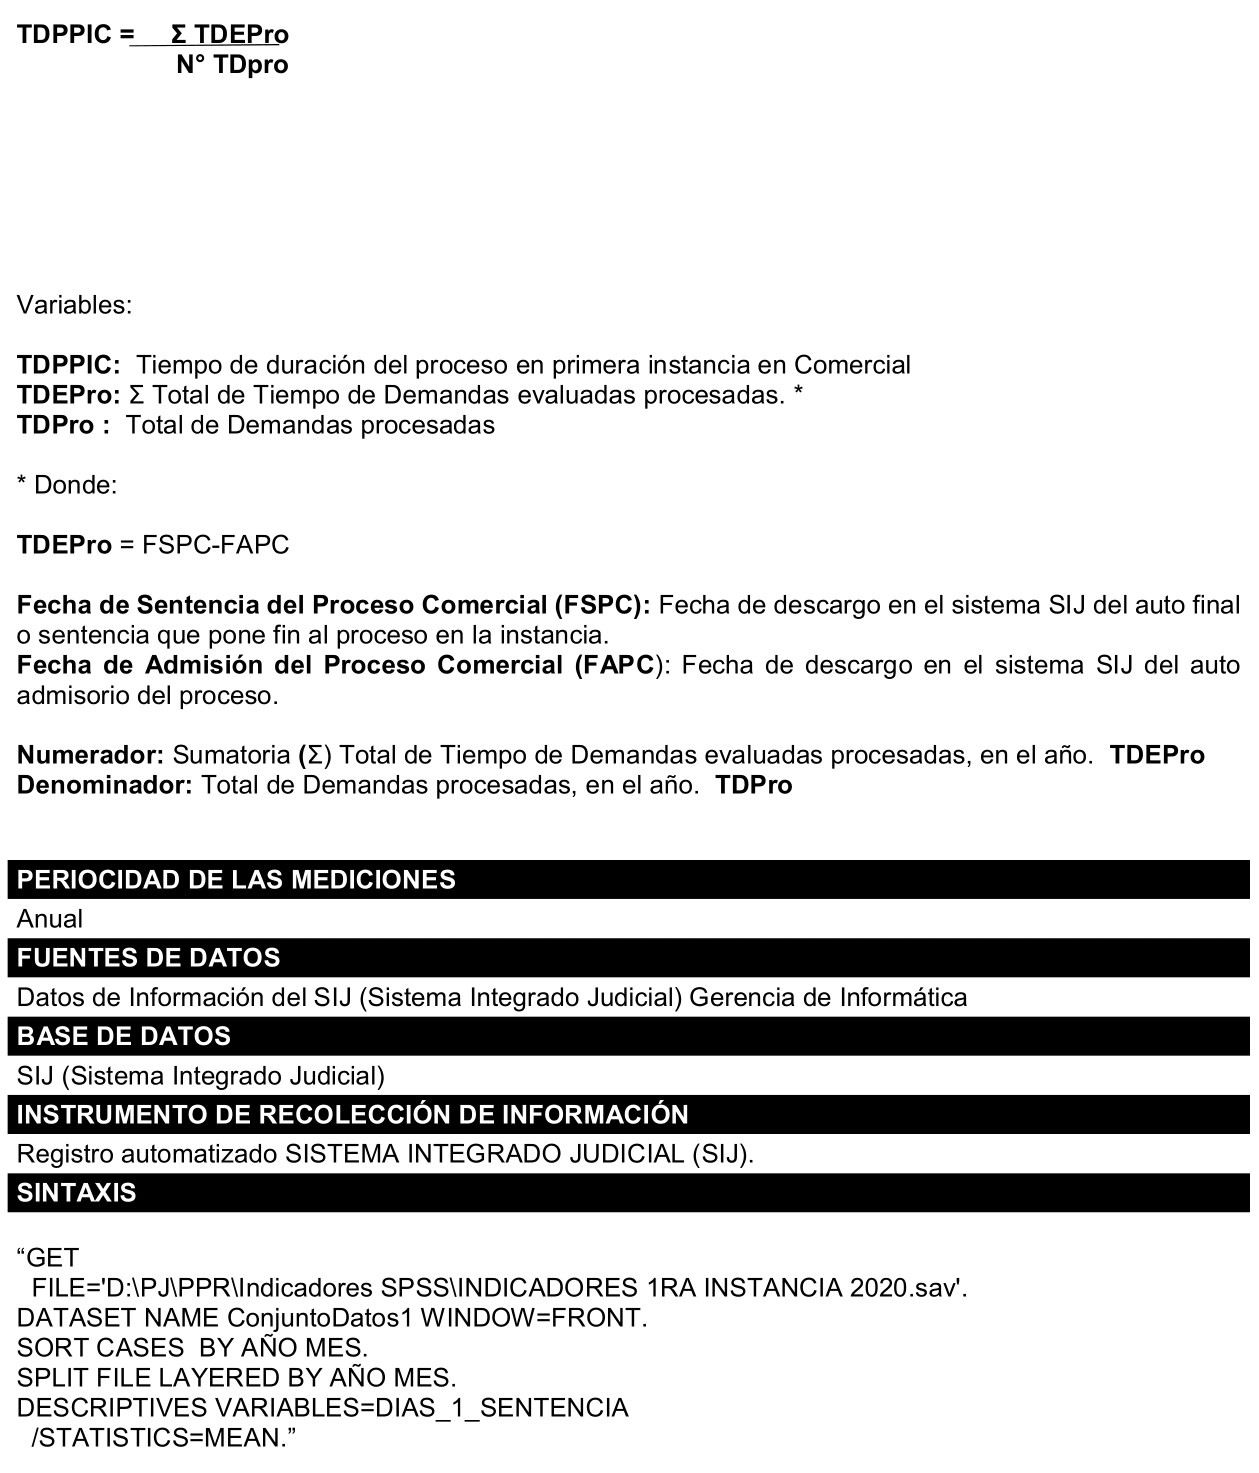 TDPPIC = Σ TDEPro
N° TDpro
Variables:
TDPPIC: Tiempo de duración del proceso en primera instancia en Comercial
TDEPro: Σ Total de Tiempo de Demandas evaluadas procesadas. *
TDPro : Total de Demandas procesadas
* Donde:
TDEPro = FSPC-FAPC
Fecha de Sentencia del Proceso Comercial (FSPC): Fecha de descargo en el sistema SIJ del auto final
o sentencia que pone fin al proceso en la instancia.
Fecha de Admisión del Proceso Comercial (FAPC): Fecha de descargo en el sistema SIJ del auto
admisorio del proceso.
Numerador: Sumatoria (Σ) Total de Tiempo de Demandas evaluadas procesadas, en el año. TDEPro
Denominador: Total de Demandas procesadas, en el año. TDPro
PERIOCIDAD DE LAS MEDICIONES
Anual
FUENTES DE DATOS
Datos de Información del SIJ (Sistema Integrado Judicial) Gerencia de Informática
BASE DE DATOS
SIJ (Sistema Integrado Judicial)
INSTRUMENTO DE RECOLECCIÓN DE INFORMACIÓN
Registro automatizado SISTEMA INTEGRADO JUDICIAL (SIJ).
SINTAXIS
“GET
FILE='D:\PJ\PPR\Indicadores SPSS\INDICADORES 1RA INSTANCIA 2020.sav'.
DATASET NAME ConjuntoDatos1 WINDOW=FRONT.
SORT CASES BY AÑO MES.
SPLIT FILE LAYERED BY AÑO MES.
DESCRIPTIVES VARIABLES=DIAS_1_SENTENCIA
/STATISTICS=MEAN.”